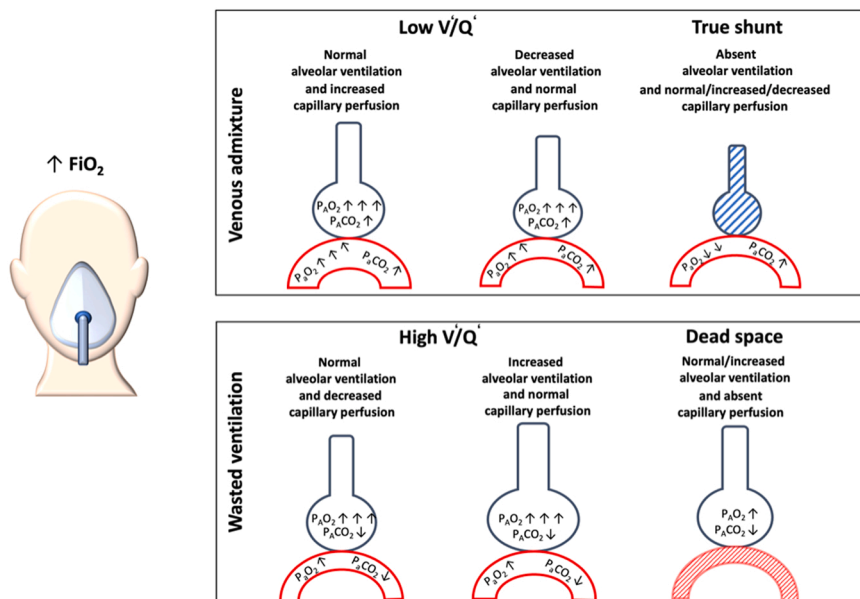 ↑ FiO₂
Venous admixture
Low V̇/Q̇
True shunt
Normal
alveolar ventilation
and increased
capillary perfusion
Decreased
alveolar ventilation
and normal
capillary perfusion
Absent
alveolar ventilation
and normal/increased/decreased
capillary perfusion
PAO₂ ↑ ↑ ↑
PACO₂ ↑
PaO₂ ↑ ↑ ↑
PaCO₂ ↑
PAO₂ ↑ ↑ ↑
PACO₂ ↑
PaO₂ ↑ ↑
PaCO₂ ↑
PaO₂ ↓ ↓
PaCO₂ ↑
Wasted ventilation
High V̇/Q̇
Dead space
Normal
alveolar ventilation
and decreased
capillary perfusion
Increased
alveolar ventilation
and normal
capillary perfusion
Normal/increased
alveolar ventilation
and absent
capillary perfusion
PAO₂ ↑ ↑ ↑
PACO₂ ↓
PaO₂ ↑
PaCO₂ ↓
PAO₂ ↑ ↑ ↑
PACO₂ ↓
PaO₂ ↑
PaCO₂ ↓
PAO₂ ↑
PACO₂ ↓